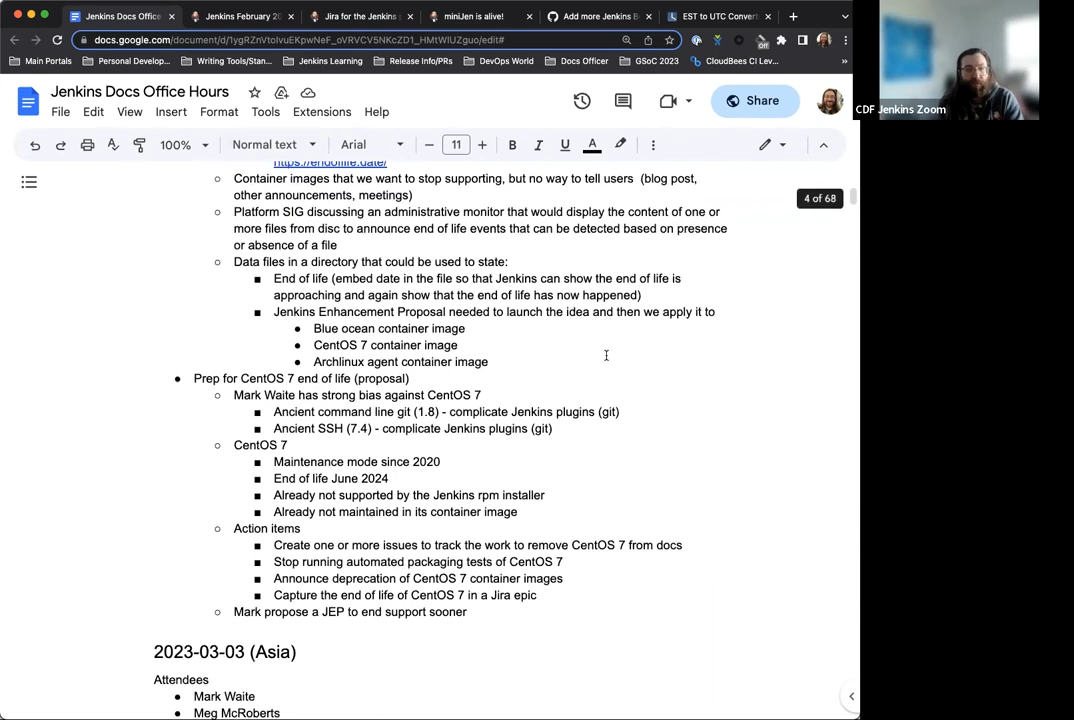 Jenkins Docs Office
Jenkins February 20
Jira for the Jenkins
miniJen is alive!
Add more Jenkins B
EST to UTC Convert
docs.google.com/document/d/1ygRZnVtoIvuEKpwNeF_oVRVCV5NKcZD1_HMtWlUZguo/edit#
Off
Main Portals
Personal Develop...
Writing Tools/Stan...
Jenkins Learning
Release Info/PRs
DevOps World
Docs Officer
GSoC 2023
CloudBees CI Lev...
»
CDF Jenkins Zoom
Jenkins Docs Office Hours
File Edit View Insert Format Tools Extensions Help
Share
100% Normal text Arial 11 B I U A
4 of 68
https://endoflife.date/
Container images that we want to stop supporting, but no way to tell users (blog post,
other announcements, meetings)
Platform SIG discussing an administrative monitor that would display the content of one or
more files from disc to announce end of life events that can be detected based on presence
or absence of a file
Data files in a directory that could be used to state:
End of life (embed date in the file so that Jenkins can show the end of life is
approaching and again show that the end of life has now happened)
Jenkins Enhancement Proposal needed to launch the idea and then we apply it to
Blue ocean container image
CentOS 7 container image
Archlinux agent container image
Prep for CentOS 7 end of life (proposal)
Mark Waite has strong bias against CentOS 7
Ancient command line git (1.8) - complicate Jenkins plugins (git)
Ancient SSH (7.4) - complicate Jenkins plugins (git)
CentOS 7
Maintenance mode since 2020
End of life June 2024
Already not supported by the Jenkins rpm installer
Already not maintained in its container image
Action items
Create one or more issues to track the work to remove CentOS 7 from docs
Stop running automated packaging tests of CentOS 7
Announce deprecation of CentOS 7 container images
Capture the end of life of CentOS 7 in a Jira epic
Mark propose a JEP to end support sooner
2023-03-03 (Asia)
Attendees
Mark Waite
Meg McRoberts